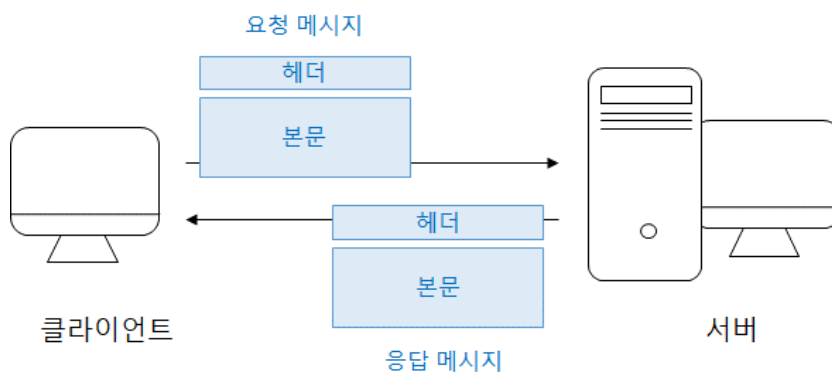 요청 메시지
헤더
본문
헤더
본문
클라이언트
서버
응답 메시지